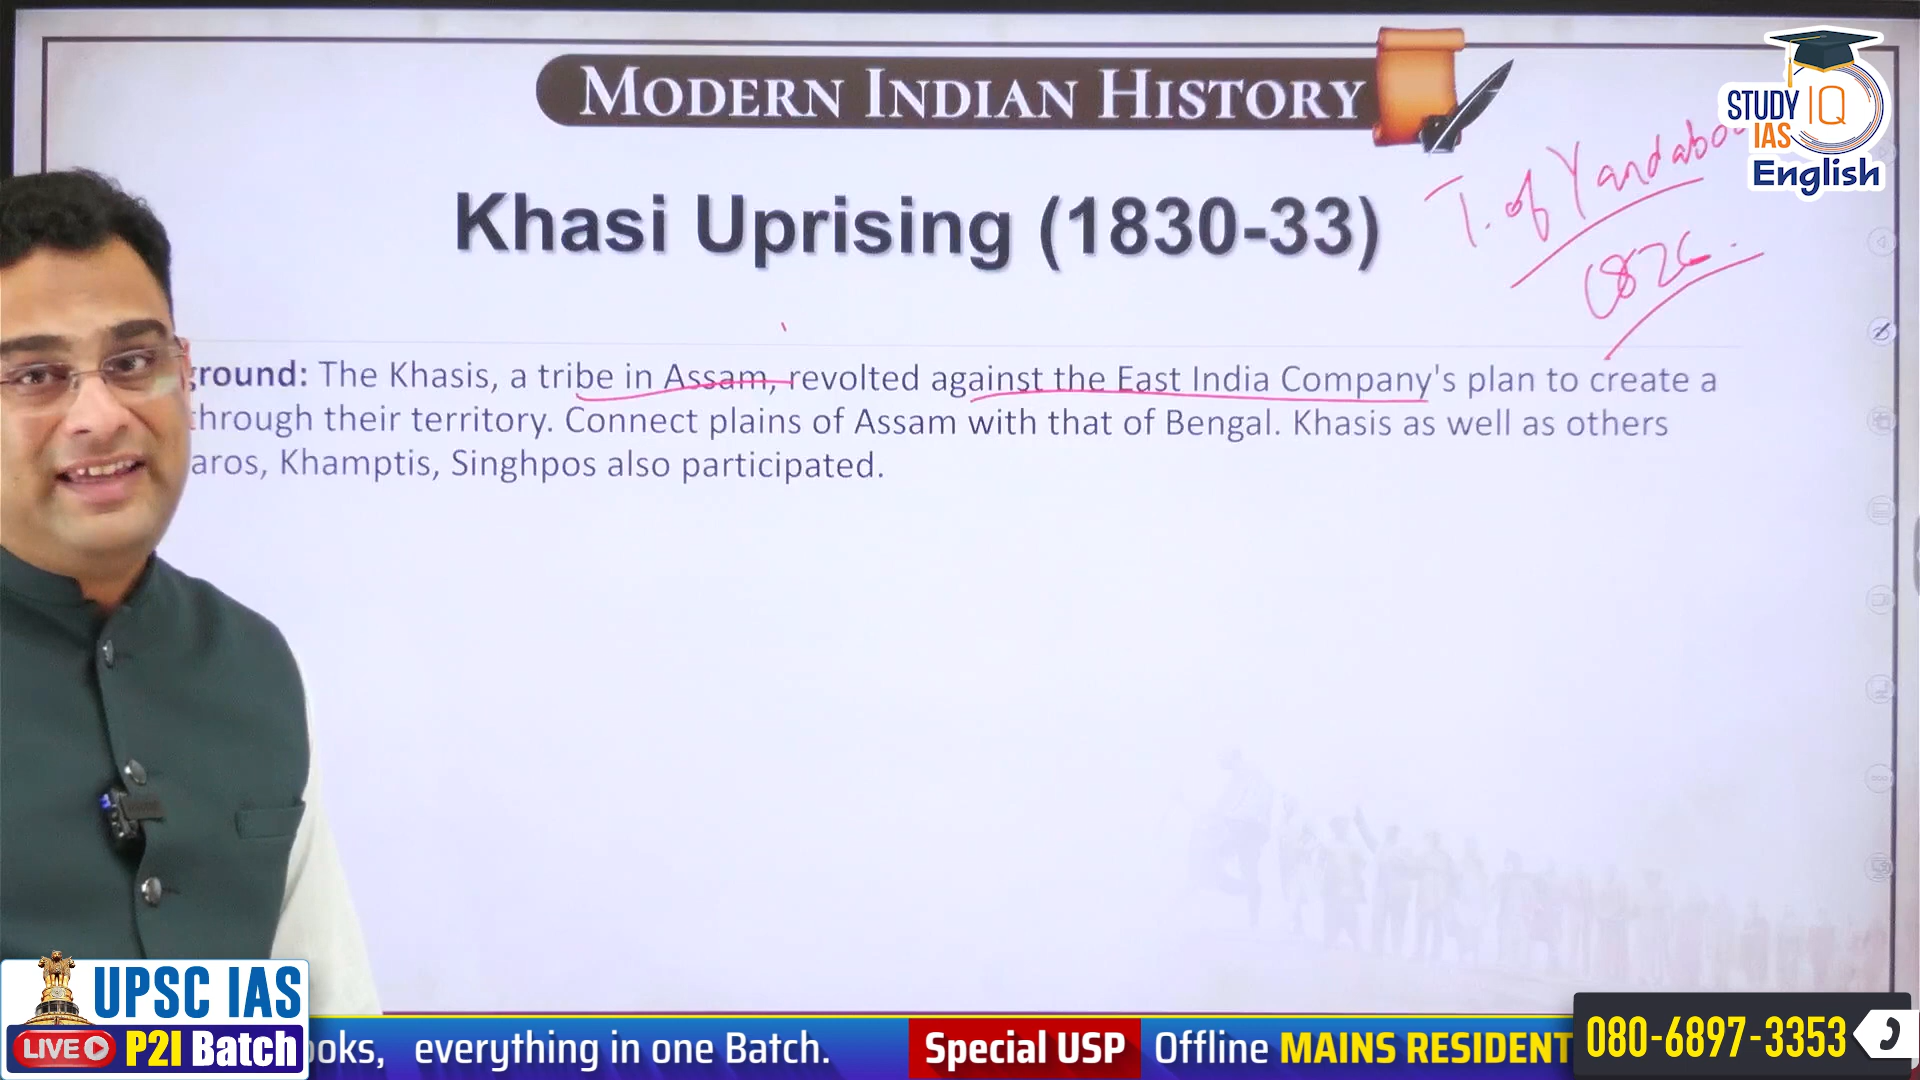 MODERN INDIAN HISTORY
STUDY IQ
IAS
English
T. of Yandaboo
1826.
Khasi Uprising (1830-33)
ground: The Khasis, a tribe in Assam, revolted against the East India Company's plan to create a
through their territory. Connect plains of Assam with that of Bengal. Khasis as well as others
aros, Khamptis, Singhpos also participated.
UPSC IAS
LIVE P2I Batch
ooks, everything in one Batch.
Special USP
Offline MAINS RESIDENT
080-6897-3353